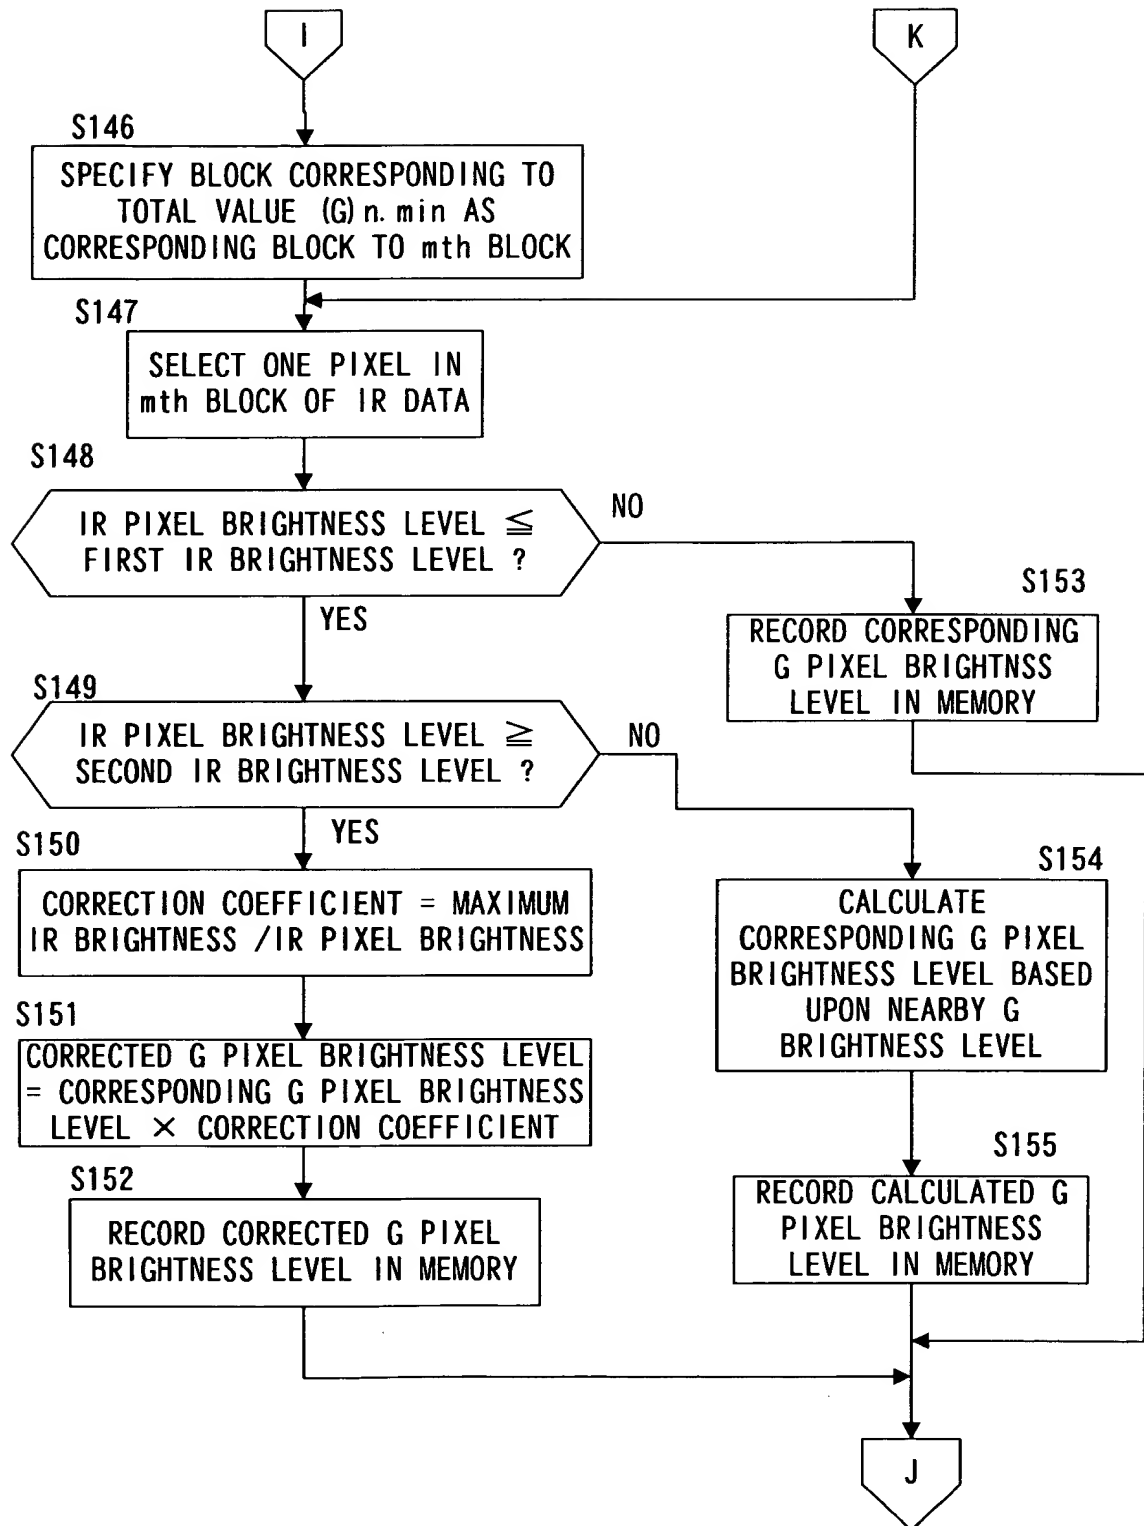 I
K
S146
SPECIFY BLOCK CORRESPONDING TO
TOTAL VALUE (G)n.min AS
CORRESPONDING BLOCK TO mth BLOCK
S147
SELECT ONE PIXEL IN
mth BLOCK OF IR DATA
S148
IR PIXEL BRIGHTNESS LEVEL ≦
FIRST IR BRIGHTNESS LEVEL ?
NO
YES
S153
RECORD CORRESPONDING
G PIXEL BRIGHTNSS
LEVEL IN MEMORY
S149
IR PIXEL BRIGHTNESS LEVEL ≧
SECOND IR BRIGHTNESS LEVEL ?
NO
YES
S150
CORRECTION COEFFICIENT = MAXIMUM
IR BRIGHTNESS /IR PIXEL BRIGHTNESS
S154
CALCULATE
CORRESPONDING G PIXEL
BRIGHTNESS LEVEL BASED
UPON NEARBY G
BRIGHTNESS LEVEL
S151
CORRECTED G PIXEL BRIGHTNESS LEVEL
= CORRESPONDING G PIXEL BRIGHTNESS
LEVEL × CORRECTION COEFFICIENT
S152
RECORD CORRECTED G PIXEL
BRIGHTNESS LEVEL IN MEMORY
S155
RECORD CALCULATED G
PIXEL BRIGHTNESS
LEVEL IN MEMORY
J